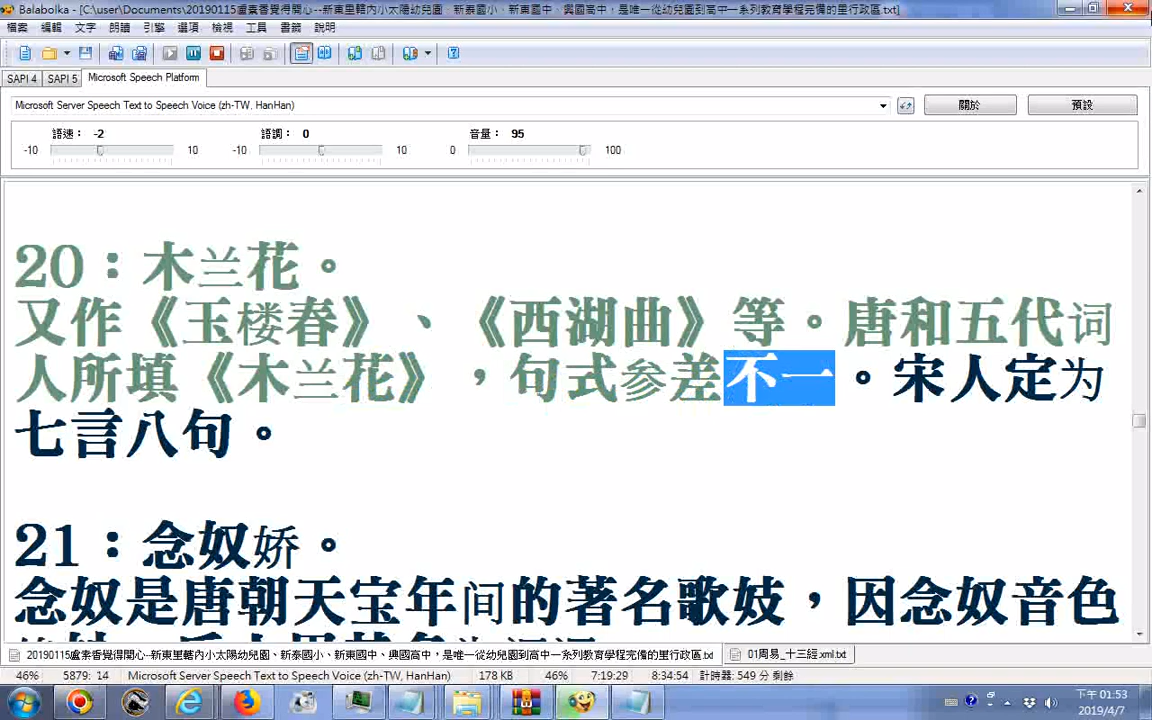 Balabolka - [C:\user\Documents\20190115盧素香覺得開心--新東里轄內小太陽幼兒園、新泰國小、新東國中、興國高中，是唯一從幼兒園到高中一系列教育學程完備的里行政區.txt]
檔案 編輯 文字 朗讀 引擎 選項 檢視 工具 書籤 說明
SAPI 4 SAPI 5 Microsoft Speech Platform
Microsoft Server Speech Text to Speech Voice (zh-TW, HanHan) 關於 預設
語速： -2 語調： 0 音量： 95
-10 10 -10 10 0 100
20：木兰花。
又作《玉楼春》、《西湖曲》等。唐和五代词
人所填《木兰花》，句式参差不一。宋人定为
七言八句。
21：念奴娇。
念奴是唐朝天宝年间的著名歌妓，因念奴音色
20190115盧素香覺得開心--新東里轄內小太陽幼兒園、新泰國小、新東國中、興國高中，是唯一從幼兒園到高中一系列教育學程完備的里行政區.txt 01周易_十三經.xml.txt
46% 5879: 14 Microsoft Server Speech Text to Speech Voice (zh-TW, HanHan) 178 KB 46% 7:19:29 8:34:54 計時器: 549 分 剩餘
下午 01:53
2019/4/7